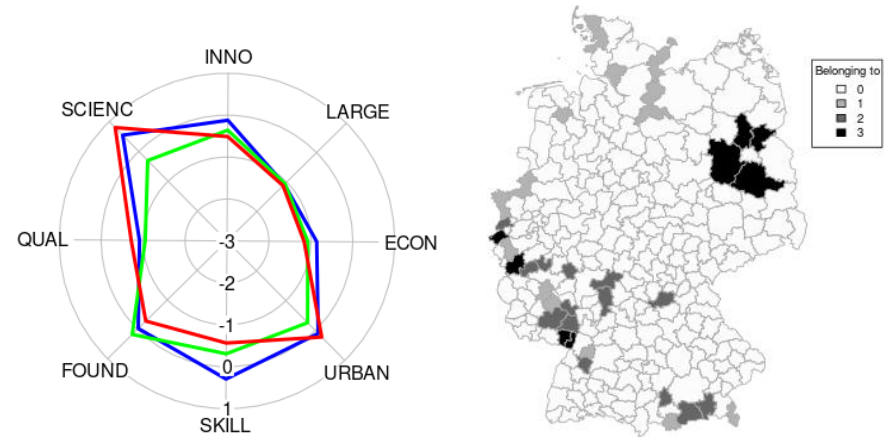 INNO
SCIENC
LARGE
QUAL
ECON
-3
-2
-1
0
1
FOUND
URBAN
SKILL
Belonging to
0
1
2
3